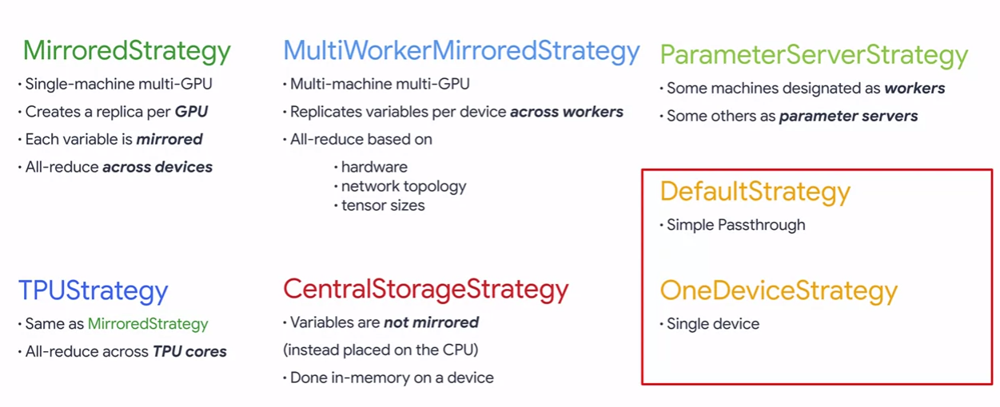 MirroredStrategy
• Single-machine multi-GPU
• Creates a replica per GPU
• Each variable is mirrored
• All-reduce across devices
MultiWorkerMirroredStrategy
• Multi-machine multi-GPU
• Replicates variables per device across workers
• All-reduce based on
• hardware
• network topology
• tensor sizes
ParameterServerStrategy
• Some machines designated as workers
• Some others as parameter servers
DefaultStrategy
• Simple Passthrough
TPUStrategy
• Same as MirroredStrategy
• All-reduce across TPU cores
CentralStorageStrategy
• Variables are not mirrored
(instead placed on the CPU)
• Done in-memory on a device
OneDeviceStrategy
• Single device